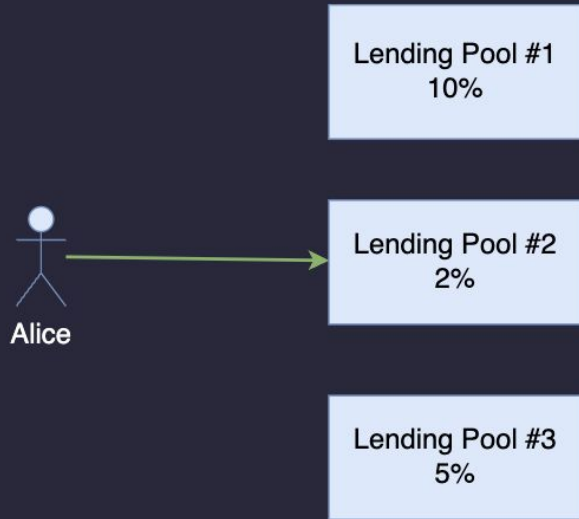 Lending Pool #1
10%
Lending Pool #2
2%
Alice
Lending Pool #3
5%